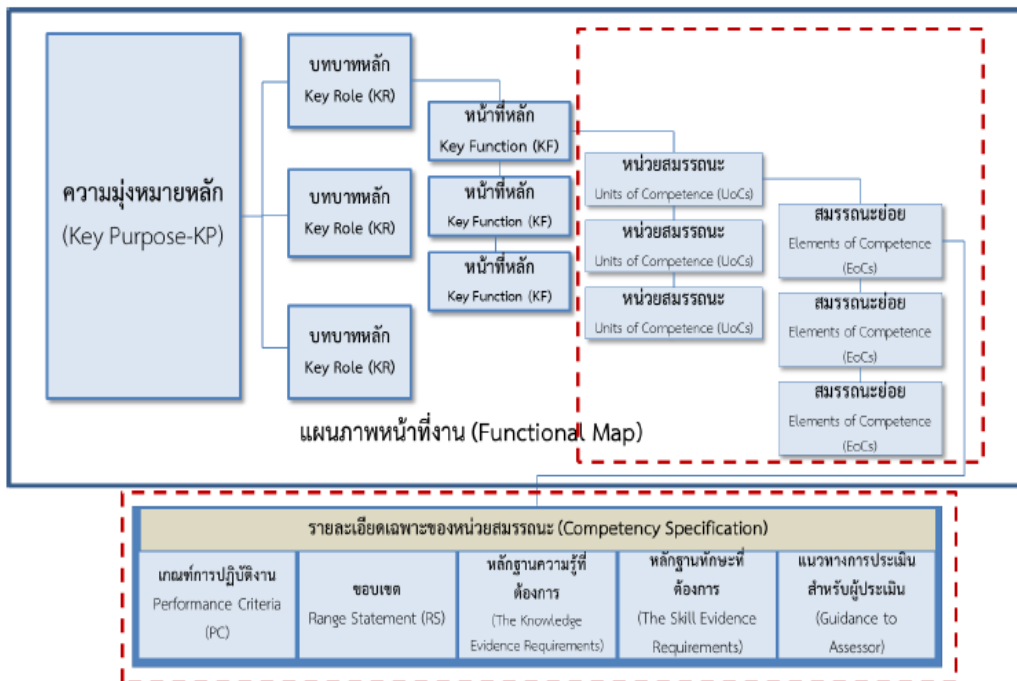 ความมุ่งหมายหลัก
(Key Purpose-KP)
บทบาทหลัก
Key Role (KR)
บทบาทหลัก
Key Role (KR)
บทบาทหลัก
Key Role (KR)
หน้าที่หลัก
Key Function (KF)
หน้าที่หลัก
Key Function (KF)
หน้าที่หลัก
Key Function (KF)
หน่วยสมรรถนะ
Units of Competence (UoCs)
หน่วยสมรรถนะ
Units of Competence (UoCs)
หน่วยสมรรถนะ
Units of Competence (UoCs)
สมรรถนะย่อย
Elements of Competence
(EoCs)
สมรรถนะย่อย
Elements of Competence
(EoCs)
สมรรถนะย่อย
Elements of Competence
(EoCs)
แผนภาพหน้าที่งาน (Functional Map)
รายละเอียดเฉพาะของหน่วยสมรรถนะ (Competency Specification)
เกณฑ์การปฏิบัติงาน
Performance Criteria
(PC)
ขอบเขต
Range Statement (RS)
หลักฐานความรู้ที่
ต้องการ
(The Knowledge
Evidence Requirements)
หลักฐานทักษะที่
ต้องการ
(The Skill Evidence
Requirements)
แนวทางการประเมิน
สำหรับผู้ประเมิน
(Guidance to
Assessor)